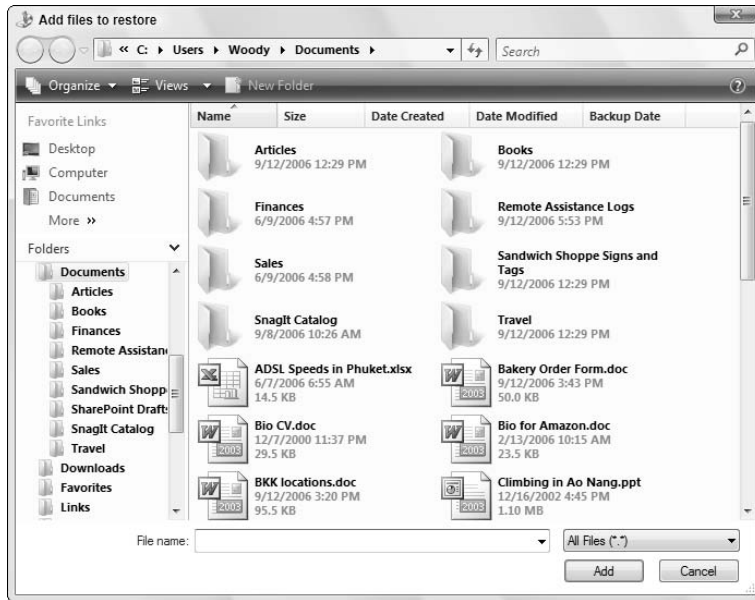 Add files to restore
« C: ▸ Users ▸ Woody ▸ Documents ▸
Search
Organize
Views
New Folder
Favorite Links
Desktop
Computer
Documents
More »
Folders
Documents
Articles
Books
Finances
Remote Assistan
Sales
Sandwich Shopp
SharePoint Draft
SnagIt Catalog
Travel
Downloads
Favorites
Links
Name Size Date Created Date Modified Backup Date
Articles
9/12/2006 12:29 PM
Books
9/12/2006 12:29 PM
Finances
6/9/2006 4:57 PM
Remote Assistance Logs
9/12/2006 5:53 PM
Sales
6/9/2006 4:58 PM
Sandwich Shoppe Signs and
Tags
9/12/2006 12:29 PM
SnagIt Catalog
9/8/2006 10:26 AM
Travel
9/12/2006 12:29 PM
ADSL Speeds in Phuket.xlsx
6/7/2006 6:55 AM
14.5 KB
Bakery Order Form.doc
9/12/2006 3:43 PM
50.0 KB
2003
Bio CV.doc
12/7/2000 11:37 PM
29.5 KB
2003
Bio for Amazon.doc
2/13/2006 10:15 AM
23.5 KB
2003
BKK locations.doc
9/12/2006 3:20 PM
95.5 KB
2003
Climbing in Ao Nang.ppt
12/16/2002 4:45 PM
1.10 MB
2003
File name:
All Files (*.*)
Add
Cancel